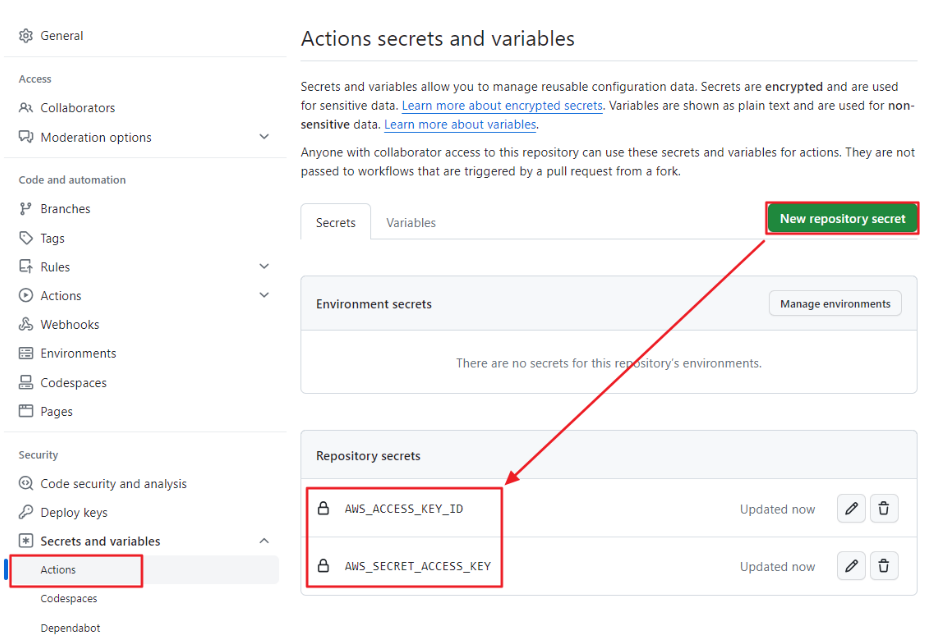 General
Access
Collaborators
Moderation options
Code and automation
Branches
Tags
Rules
Actions
Webhooks
Environments
Codespaces
Pages
Security
Code security and analysis
Deploy keys
Secrets and variables
Actions
Codespaces
Dependabot
Actions secrets and variables
Secrets and variables allow you to manage reusable configuration data. Secrets are encrypted and are used
for sensitive data. Learn more about encrypted secrets. Variables are shown as plain text and are used for non-
sensitive data. Learn more about variables.
Anyone with collaborator access to this repository can use these secrets and variables for actions. They are not
passed to workflows that are triggered by a pull request from a fork.
Secrets Variables New repository secret
Environment secrets Manage environments
There are no secrets for this repository's environments.
Repository secrets
AWS_ACCESS_KEY_ID Updated now
AWS_SECRET_ACCESS_KEY Updated now